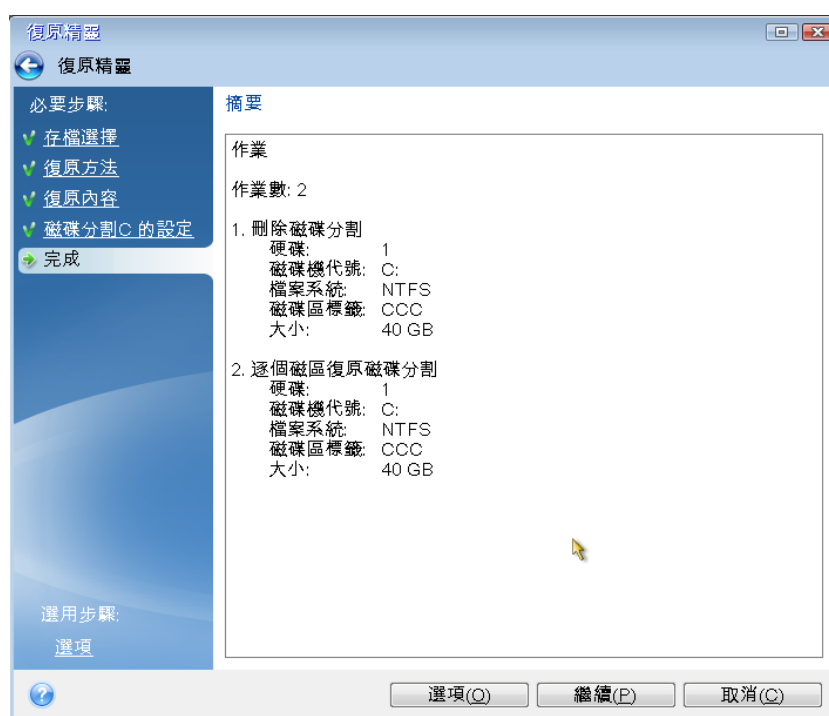 復原精靈
復原精靈
必要步驟:
存檔選擇
復原方法
復原內容
磁碟分割C 的設定
完成
選用步驟:
選項
摘要
作業
作業數: 2
1. 刪除磁碟分割
硬碟: 1
磁碟機代號: C:
檔案系統: NTFS
磁碟區標籤: CCC
大小: 40 GB
2. 逐個磁區復原磁碟分割
硬碟: 1
磁碟機代號: C:
檔案系統: NTFS
磁碟區標籤: CCC
大小: 40 GB
選項(O)
繼續(P)
取消(C)